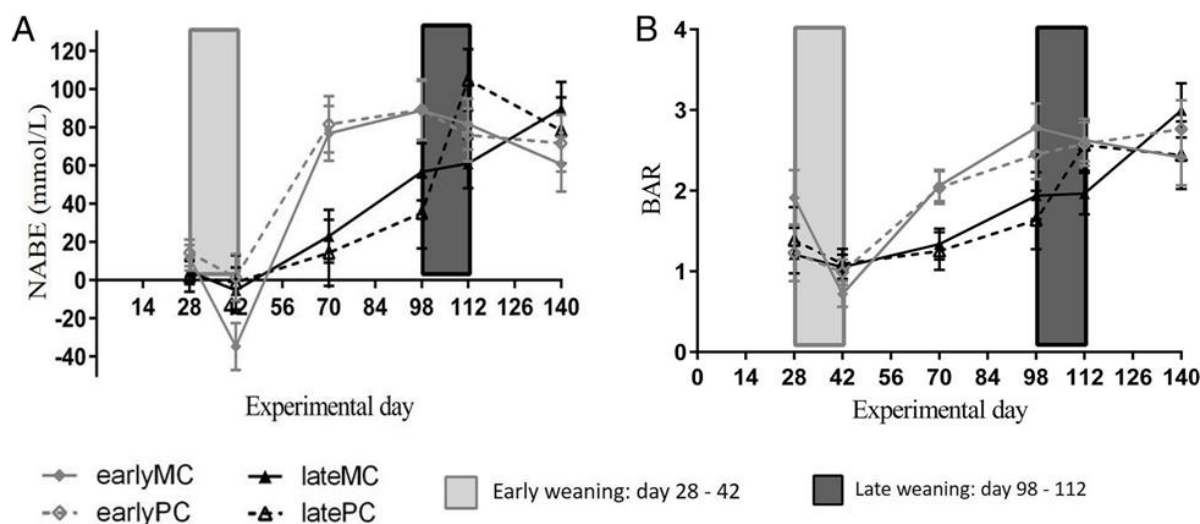 A
B
NABE (mmol/L)
120
100
80
60
40
20
0
-20
-40
14 28 42 56 70 84 98 112 126 140
Experimental day
BAR
4
3
2
1
0
0 14 28 42 56 70 84 98 112 126 140
Experimental day
earlyMC
lateMC
Early weaning: day 28 - 42
Late weaning: day 98 - 112
earlyPC
latePC